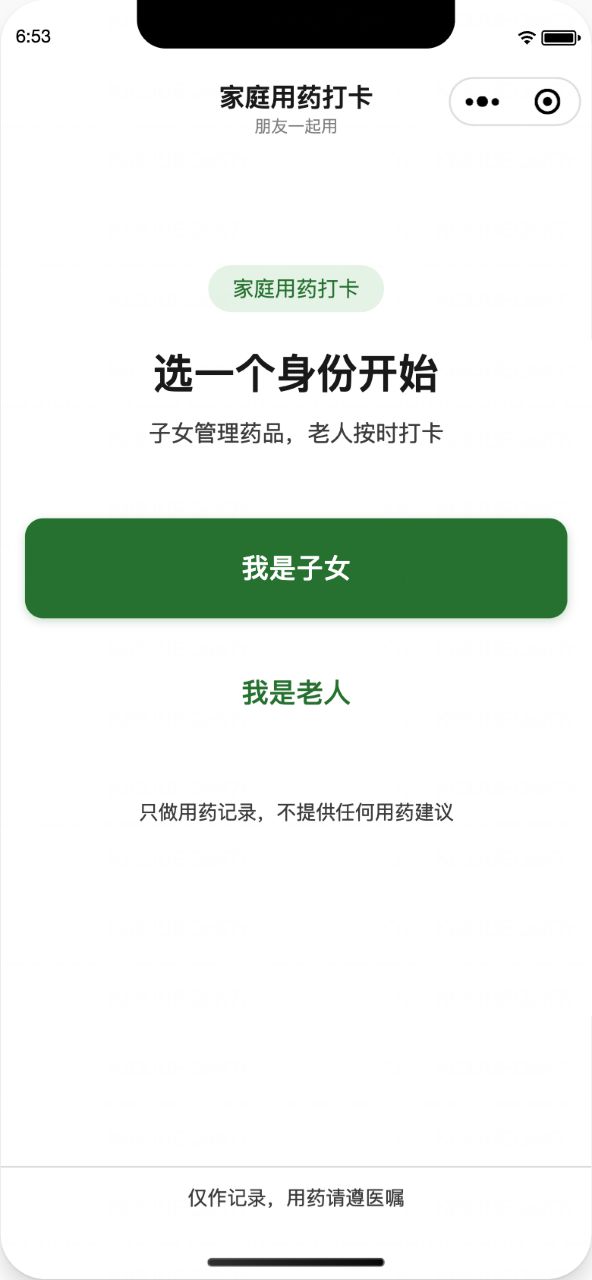 6:53
家庭用药打卡
朋友一起用
家庭用药打卡
选一个身份开始
子女管理药品，老人按时打卡
我是子女
我是老人
只做用药记录，不提供任何用药建议
仅作记录，用药请遵医嘱